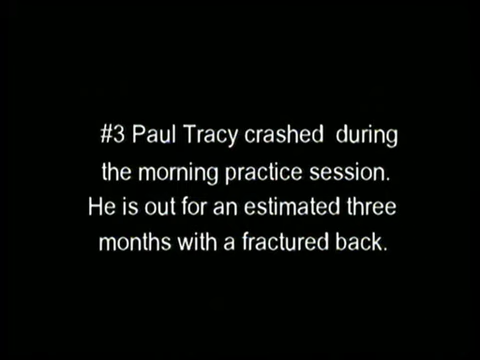 #3 Paul Tracy crashed  during
the morning practice session.
He is out for an estimated three
months with a fractured back.